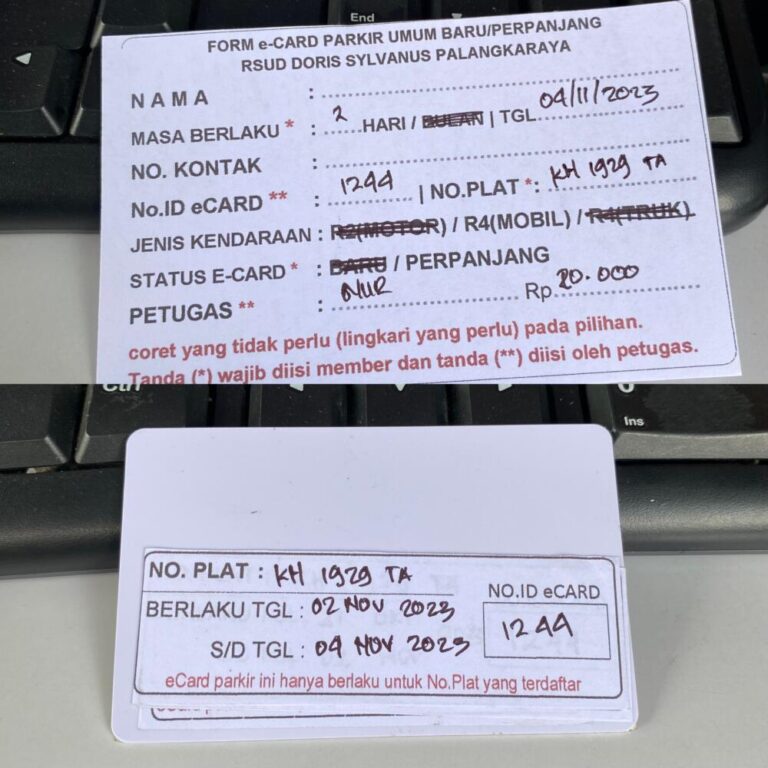 End
FORM e-CARD PARKIR UMUM BARU/PERPANJANG
RSUD DORIS SYLVANUS PALANGKARAYA
NAMA :
MASA BERLAKU * : 2 HARI / BULAN | TGL 04/11/2023
NO. KONTAK :
No.ID eCARD ** : 1244 | NO.PLAT * : KH 1929 TA
JENIS KENDARAAN : R2(MOTOR) / R4(MOBIL) / R4(TRUK)
STATUS E-CARD * : BARU / PERPANJANG
PETUGAS ** : NUR Rp. 20.000
coret yang tidak perlu (lingkari yang perlu) pada pilihan.
Tanda (*) wajib diisi member dan tanda (**) diisi oleh petugas.
Ctrl
0
Ins
NO. PLAT : KH 1929 TA
NO.ID eCARD
BERLAKU TGL : 02 NOV 2023
1244
S/D TGL : 04 NOV 2023
eCard parkir ini hanya berlaku untuk No.Plat yang terdaftar